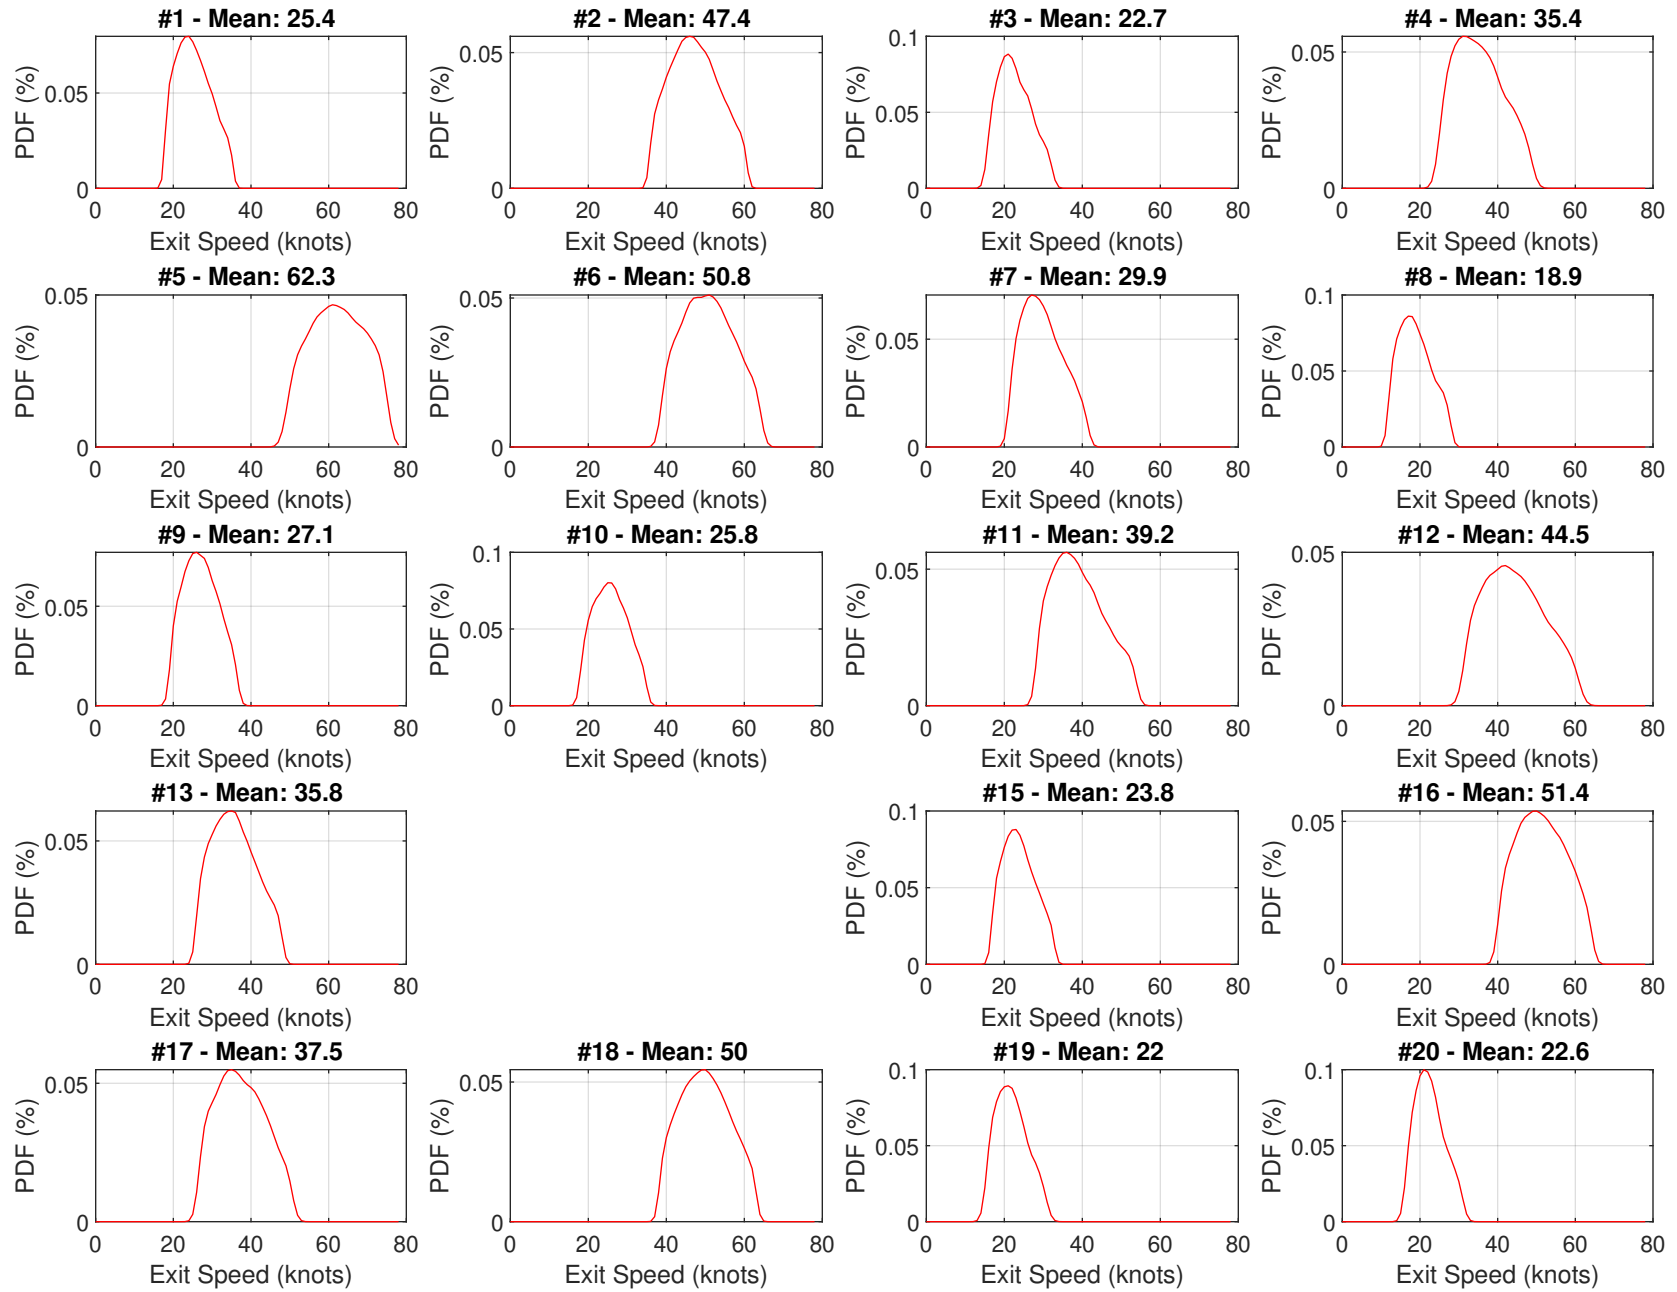 #1 - Mean: 25.4
PDF (%)
0.05
0
0 20 40 60 80
Exit Speed (knots)
#2 - Mean: 47.4
PDF (%)
0.05
0
0 20 40 60 80
Exit Speed (knots)
#3 - Mean: 22.7
PDF (%)
0.1
0.05
0
0 20 40 60 80
Exit Speed (knots)
#4 - Mean: 35.4
PDF (%)
0.05
0
0 20 40 60 80
Exit Speed (knots)
#5 - Mean: 62.3
PDF (%)
0.05
0
0 20 40 60 80
Exit Speed (knots)
#6 - Mean: 50.8
PDF (%)
0.05
0
0 20 40 60 80
Exit Speed (knots)
#7 - Mean: 29.9
PDF (%)
0.05
0
0 20 40 60 80
Exit Speed (knots)
#8 - Mean: 18.9
PDF (%)
0.1
0.05
0
0 20 40 60 80
Exit Speed (knots)
#9 - Mean: 27.1
PDF (%)
0.05
0
0 20 40 60 80
Exit Speed (knots)
#10 - Mean: 25.8
PDF (%)
0.1
0.05
0
0 20 40 60 80
Exit Speed (knots)
#11 - Mean: 39.2
PDF (%)
0.05
0
0 20 40 60 80
Exit Speed (knots)
#12 - Mean: 44.5
PDF (%)
0.05
0
0 20 40 60 80
Exit Speed (knots)
#13 - Mean: 35.8
PDF (%)
0.05
0
0 20 40 60 80
Exit Speed (knots)
#15 - Mean: 23.8
PDF (%)
0.1
0.05
0
0 20 40 60 80
Exit Speed (knots)
#16 - Mean: 51.4
PDF (%)
0.05
0
0 20 40 60 80
Exit Speed (knots)
#17 - Mean: 37.5
PDF (%)
0.05
0
0 20 40 60 80
Exit Speed (knots)
#18 - Mean: 50
PDF (%)
0.05
0
0 20 40 60 80
Exit Speed (knots)
#19 - Mean: 22
PDF (%)
0.1
0.05
0
0 20 40 60 80
Exit Speed (knots)
#20 - Mean: 22.6
PDF (%)
0.1
0.05
0
0 20 40 60 80
Exit Speed (knots)